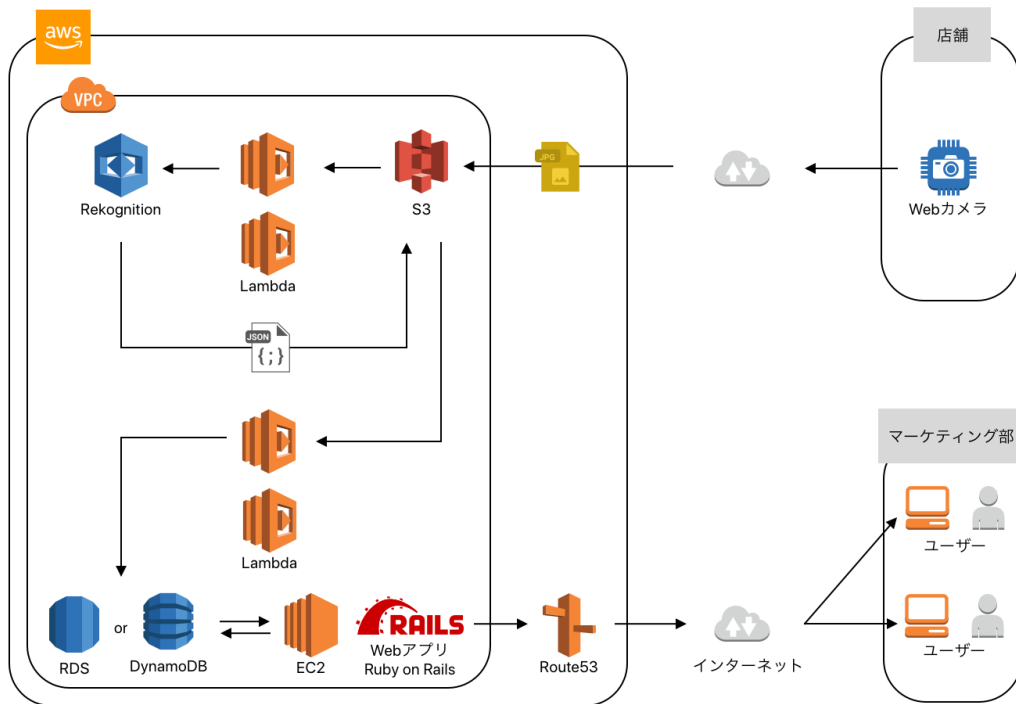 aws
店舗
VPC
JPG
Rekognition
S3
Webカメラ
Lambda
JSON
{;}
マーケティング部
Lambda
ユーザー
RAILS
or
RDS
DynamoDB
EC2
Webアプリ
Ruby on Rails
Route53
インターネット
ユーザー